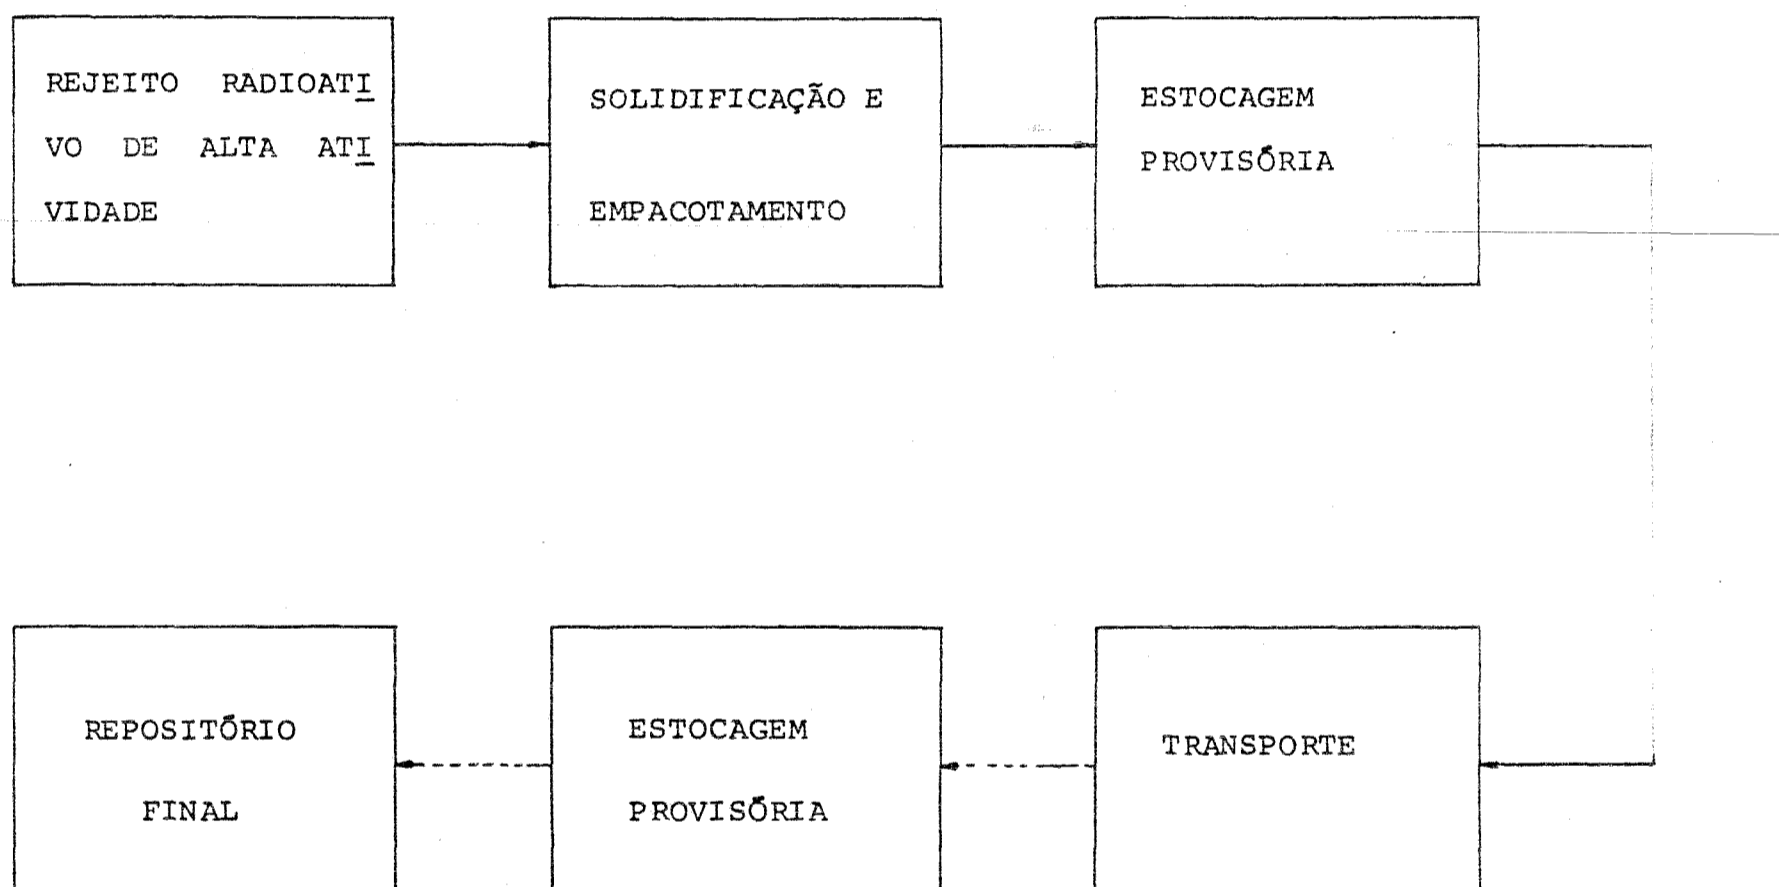 REJEITO RADIOATI
VO DE ALTA ATI
VIDADE
SOLIDIFICAÇÃO E
EMPACOTAMENTO
ESTOCAGEM
PROVISÓRIA
REPOSITÓRIO
FINAL
ESTOCAGEM
PROVISÓRIA
TRANSPORTE